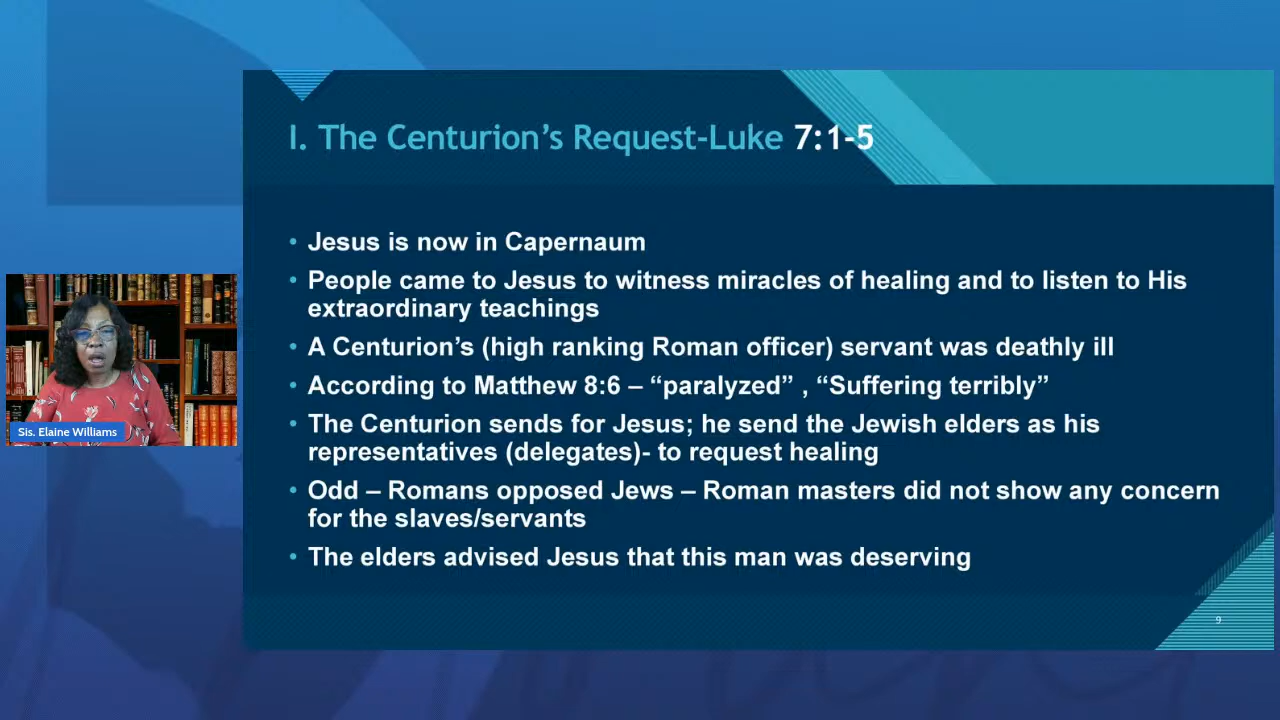 I. The Centurion’s Request-Luke 7:1-5
• Jesus is now in Capernaum
• People came to Jesus to witness miracles of healing and to listen to His
extraordinary teachings
• A Centurion’s (high ranking Roman officer) servant was deathly ill
• According to Matthew 8:6 – “paralyzed” , “Suffering terribly”
• The Centurion sends for Jesus; he send the Jewish elders as his
representatives (delegates)- to request healing
• Odd – Romans opposed Jews – Roman masters did not show any concern
for the slaves/servants
• The elders advised Jesus that this man was deserving
9
Sis. Elaine Williams